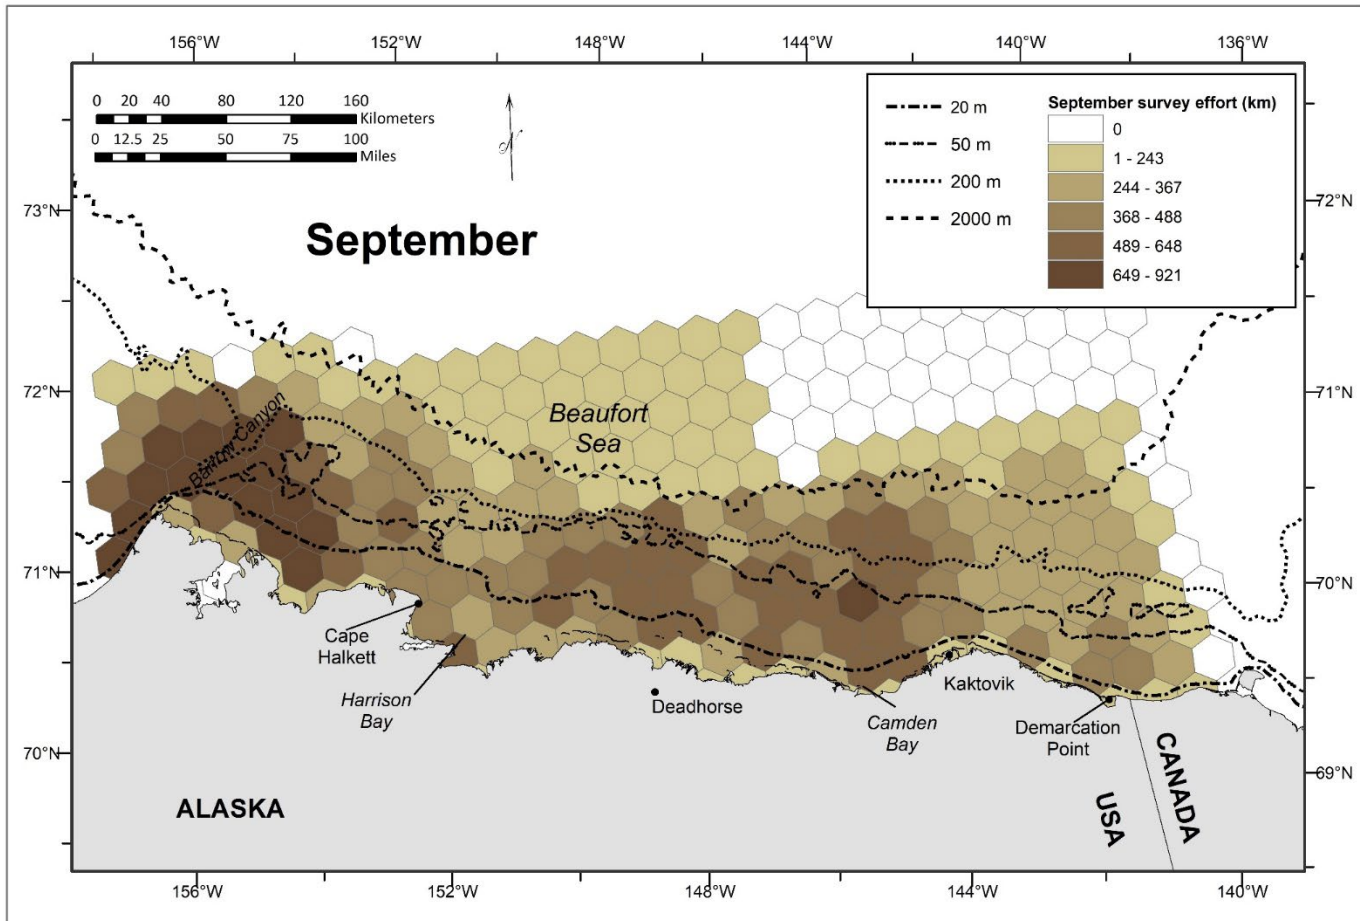 156°W 152°W 148°W 144°W 140°W 136°W
0 20 40 80 120 160
Kilometers
0 12.5 25 50 75 100
Miles
N
20 m
50 m
200 m
2000 m
September survey effort (km)
0
1 - 243
244 - 367
368 - 488
489 - 648
649 - 921
73°N
72°N
71°N
70°N
72°N
71°N
70°N
69°N
September
Beaufort
Sea
Barrow Canyon
Cape
Halkett
Harrison
Bay
Deadhorse
Camden
Bay
Kaktovik
Demarcation
Point
ALASKA
USA
CANADA
156°W 152°W 148°W 144°W 140°W